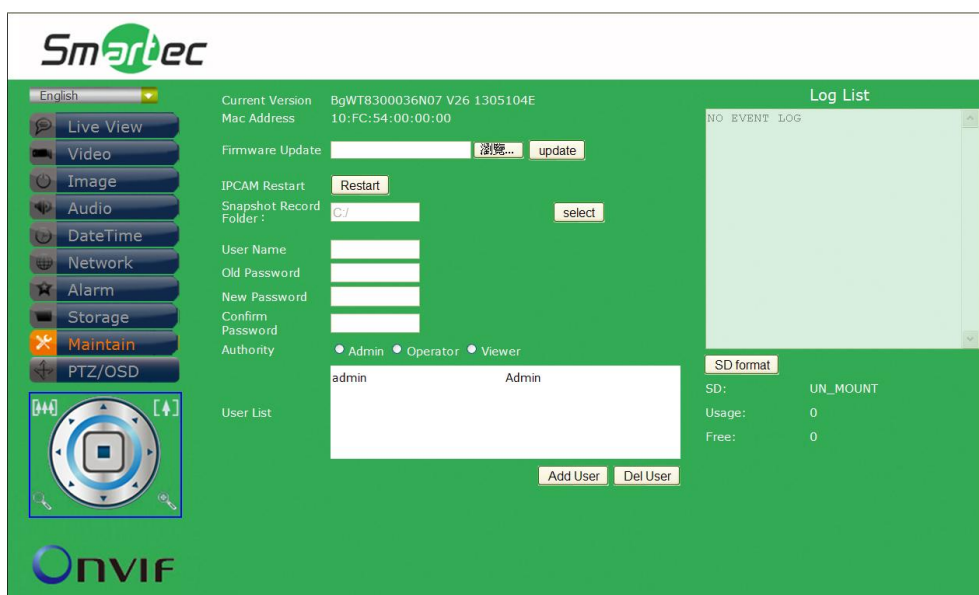 Smartec
English
Live View
Video
Image
Audio
DateTime
Network
Alarm
Storage
Maintain
PTZ/OSD
ONVIF
Current Version BgWT8300036N07 V26 1305104E
Mac Address 10:FC:54:00:00:00
Firmware Update 瀏覽... update
IPCAM Restart Restart
Snapshot Record
Folder : C:/ select
User Name
Old Password
New Password
Confirm
Password
Authority Admin Operator Viewer
admin Admin
User List
Add User Del User
Log List
NO EVENT LOG
SD format
SD: UN_MOUNT
Usage: 0
Free: 0